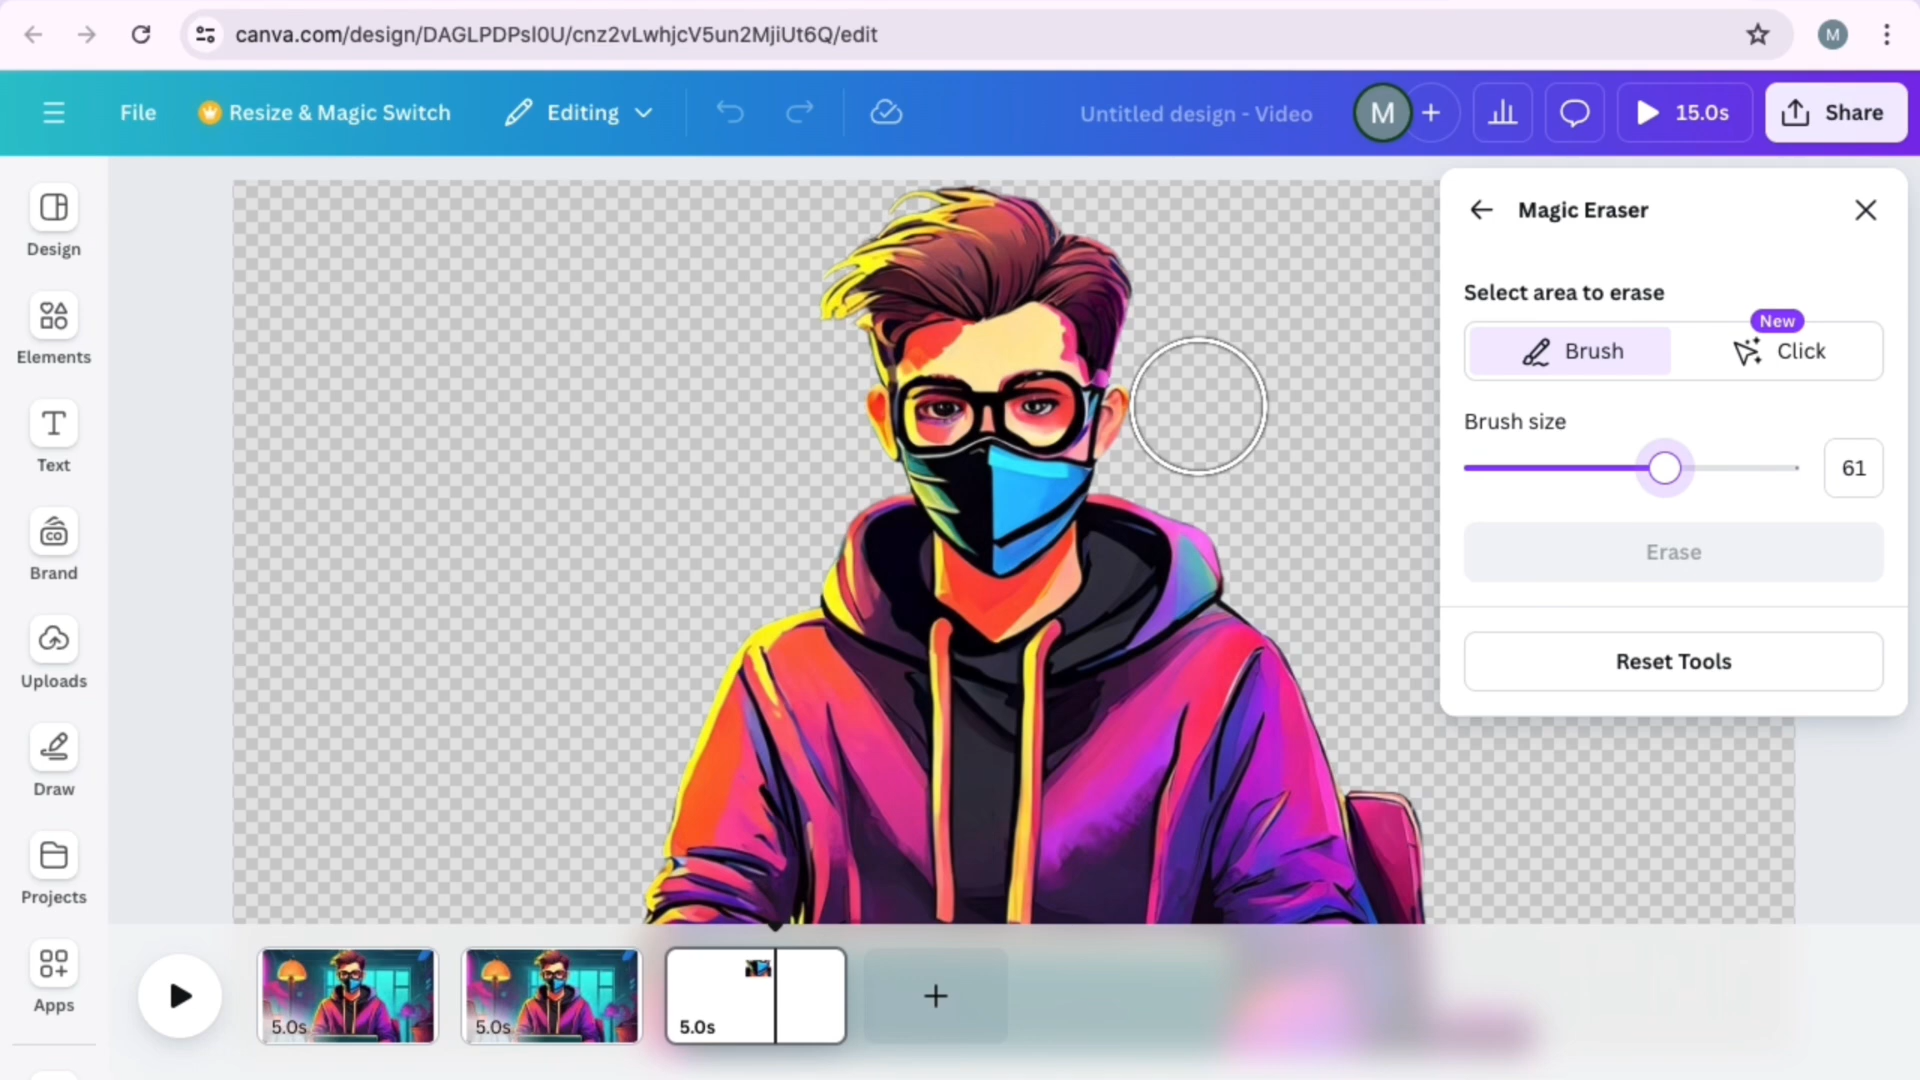 canva.com/design/DAGLPDPsl0U/cnz2vLwhjcV5un2MjiUt6Q/edit
M
File
Resize & Magic Switch
Editing
Untitled design - Video
M
+
15.0s
Share
Design
Elements
Text
CO
Brand
Uploads
Draw
Projects
Apps
Magic Eraser
Select area to erase
New
Brush
Click
Brush size
61
Erase
Reset Tools
5.0s
5.0s
5.0s
+